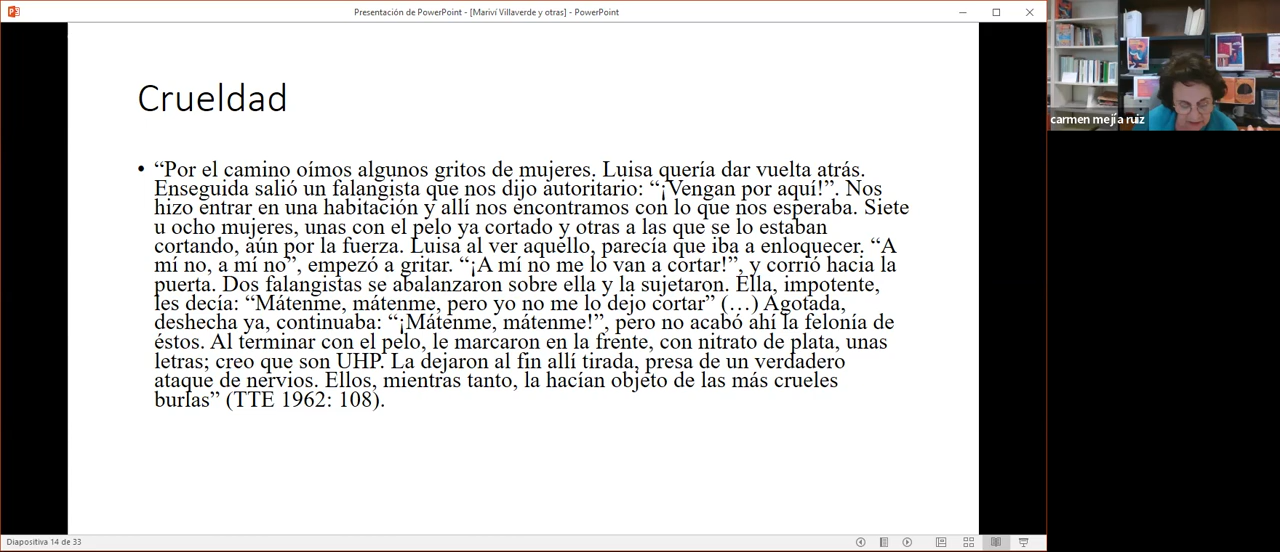 Presentación de PowerPoint - [Mariví Villaverde y otras] - PowerPoint
carmen mejía ruiz
Crueldad
• “Por el camino oímos algunos gritos de mujeres. Luisa quería dar vuelta atrás.
Enseguida salió un falangista que nos dijo autoritario: “¡Vengan por aquí!”. Nos
hizo entrar en una habitación y allí nos encontramos con lo que nos esperaba. Siete
u ocho mujeres, unas con el pelo ya cortado y otras a las que se lo estaban
cortando, aún por la fuerza. Luisa al ver aquello, parecía que iba a enloquecer. “A
mí no, a mí no”, empezó a gritar. “¡A mí no me lo van a cortar!”, y corrió hacia la
puerta. Dos falangistas se abalanzaron sobre ella y la sujetaron. Ella, impotente,
les decía: “Mátenme, mátenme, pero yo no me lo dejo cortar” (…) Agotada,
deshecha ya, continuaba: “¡Mátenme, mátenme!”, pero no acabó ahí la felonía de
éstos. Al terminar con el pelo, le marcaron en la frente, con nitrato de plata, unas
letras; creo que son UHP. La dejaron al fin allí tirada, presa de un verdadero
ataque de nervios. Ellos, mientras tanto, la hacían objeto de las más crueles
burlas” (TTE 1962: 108).
Diapositiva 14 de 33